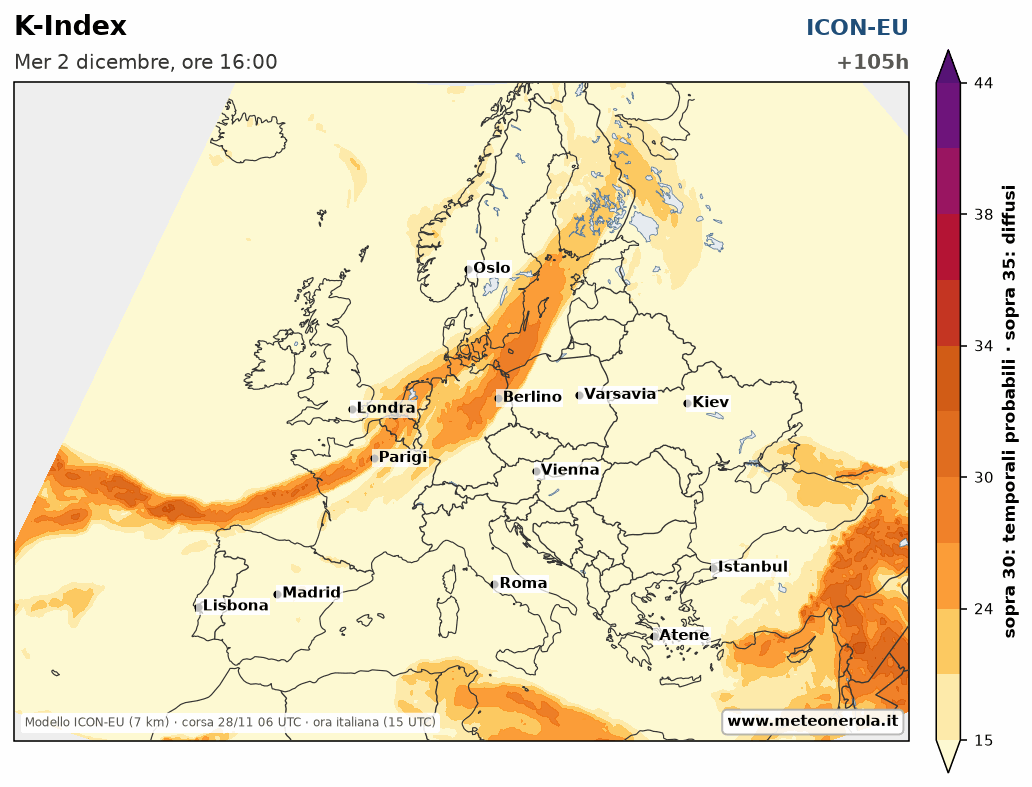 K-Index
ICON-EU
Mer 2 dicembre, ore 16:00
+105h
44
38
34
30
24
15
sopra 30: temporali probabili · sopra 35: diffusi
Oslo
Londra
Berlino
Varsavia
Kiev
Parigi
Vienna
Istanbul
Roma
Madrid
Lisbona
Atene
Modello ICON-EU (7 km) · corsa 28/11 06 UTC · ora italiana (15 UTC)
www.meteonerola.it